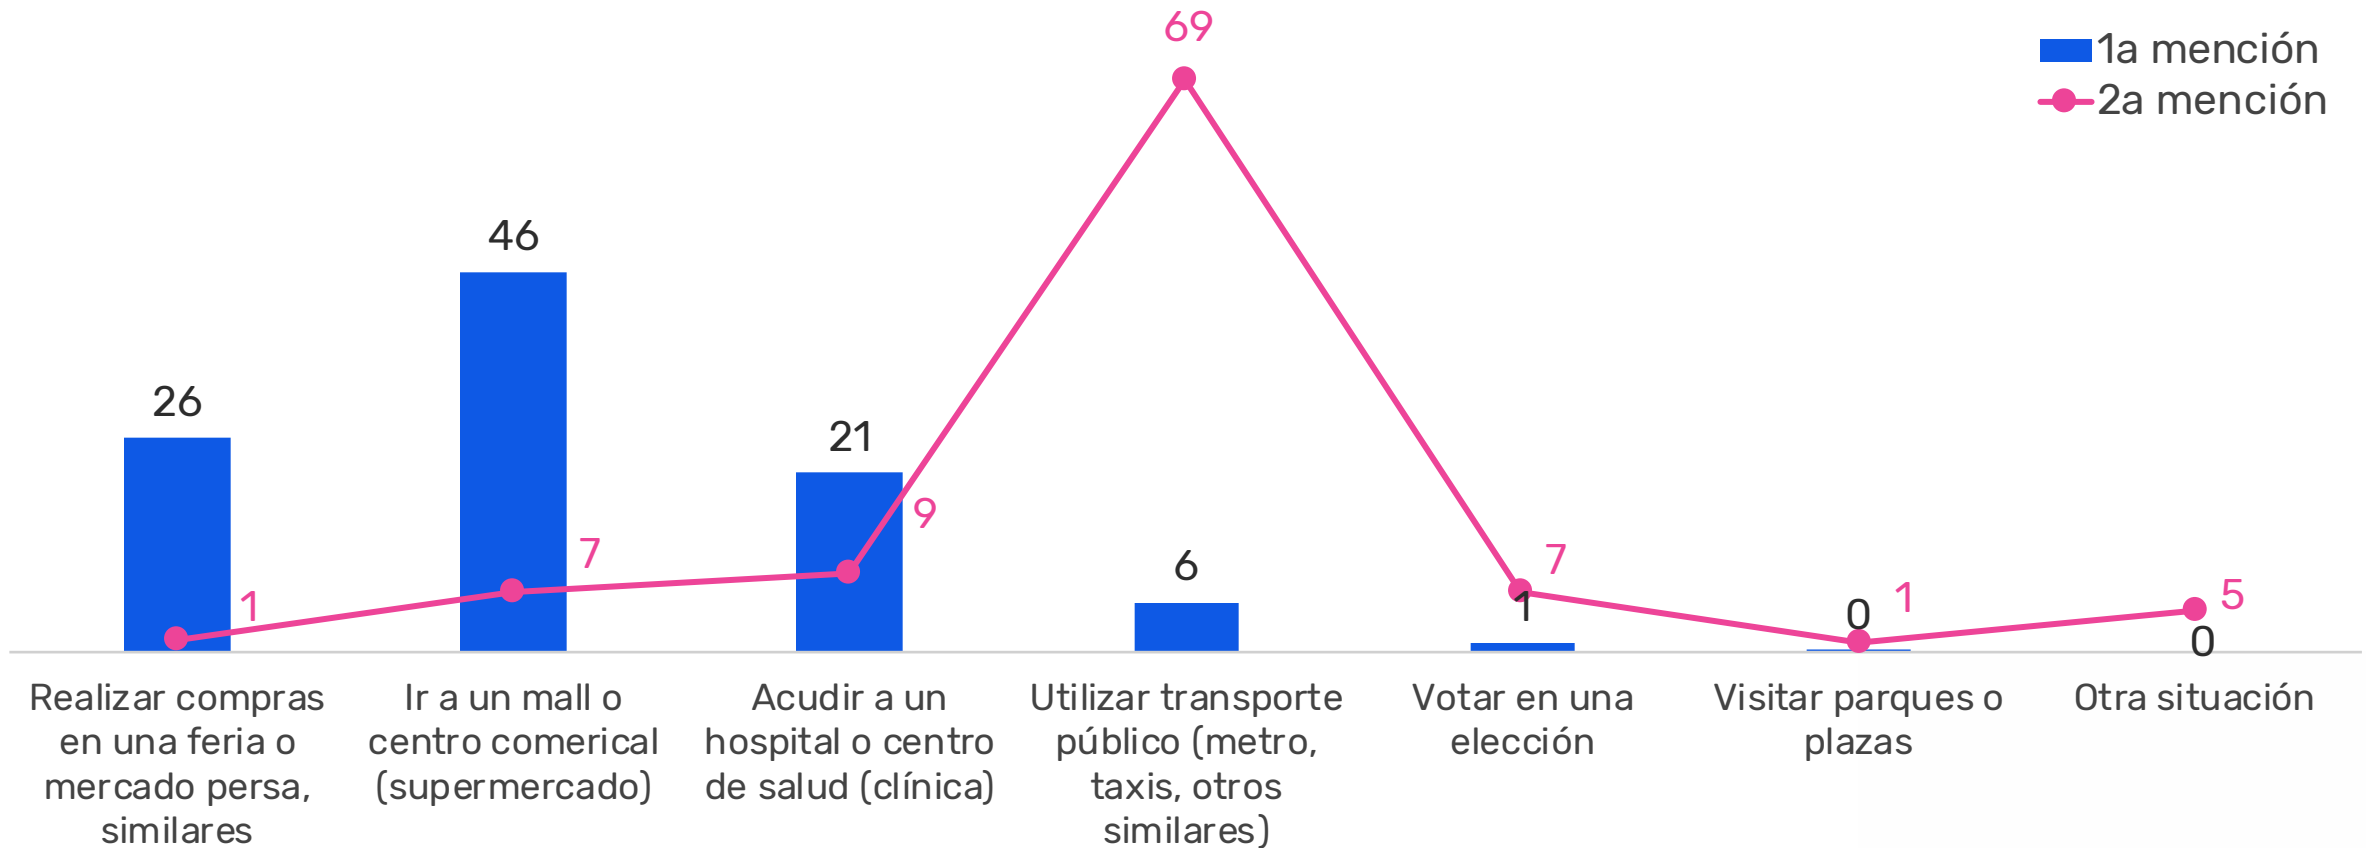 69
1a mención
2a mención
46
26
21
9
7
6
7
1
1
0
1
5
0
Realizar compras
en una feria o
mercado persa,
similares
Ir a un mall o
centro comerical
(supermercado)
Acudir a un
hospital o centro
de salud (clínica)
Utilizar transporte
público (metro,
taxis, otros
similares)
Votar en una
elección
Visitar parques o
plazas
Otra situación